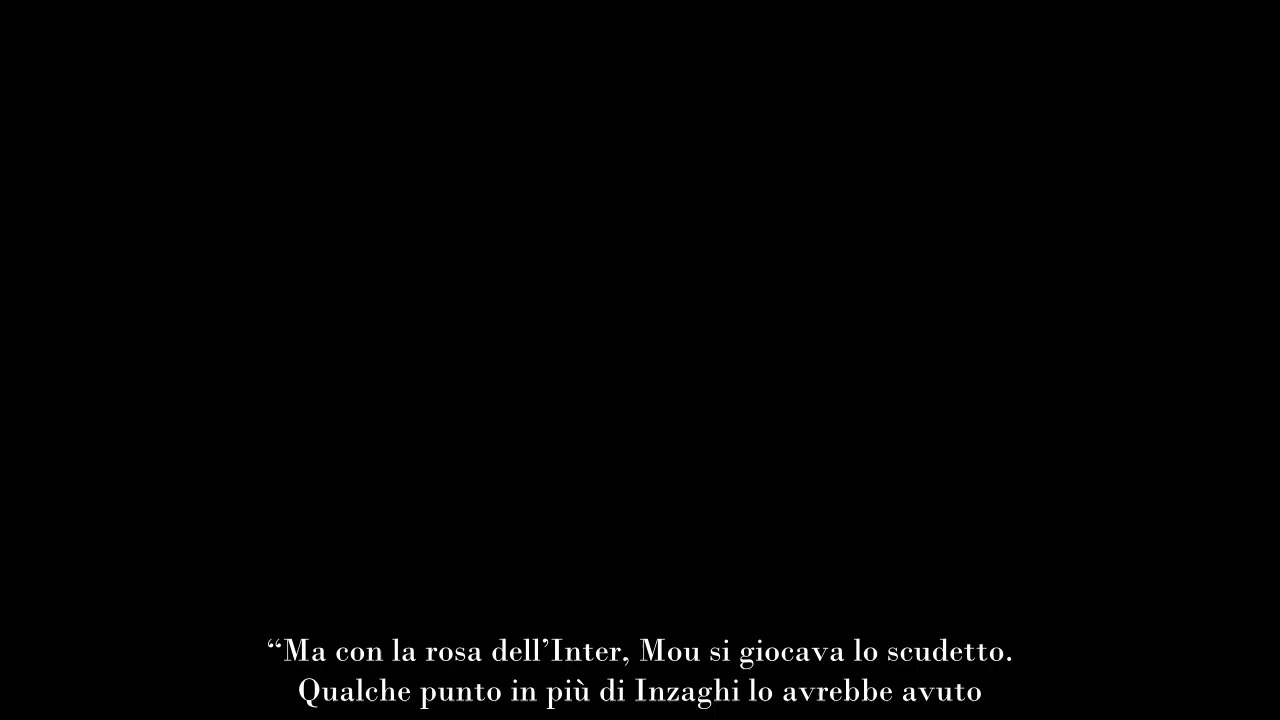 “Ma con la rosa dell’Inter, Mou si giocava lo scudetto.
Qualche punto in più di Inzaghi lo avrebbe avuto